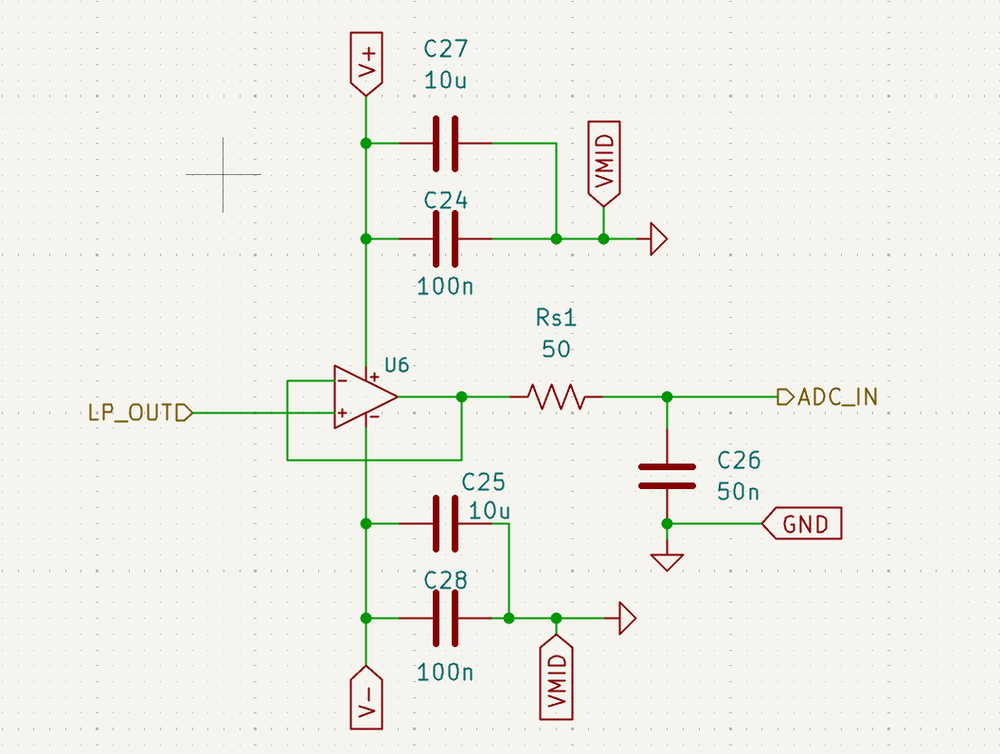 V+
C27
10u
VMID
C24
100n
Rs1
50
U6
LP_OUT
ADC_IN
C26
50n
C25
10u
GND
C28
100n
V-
VMID